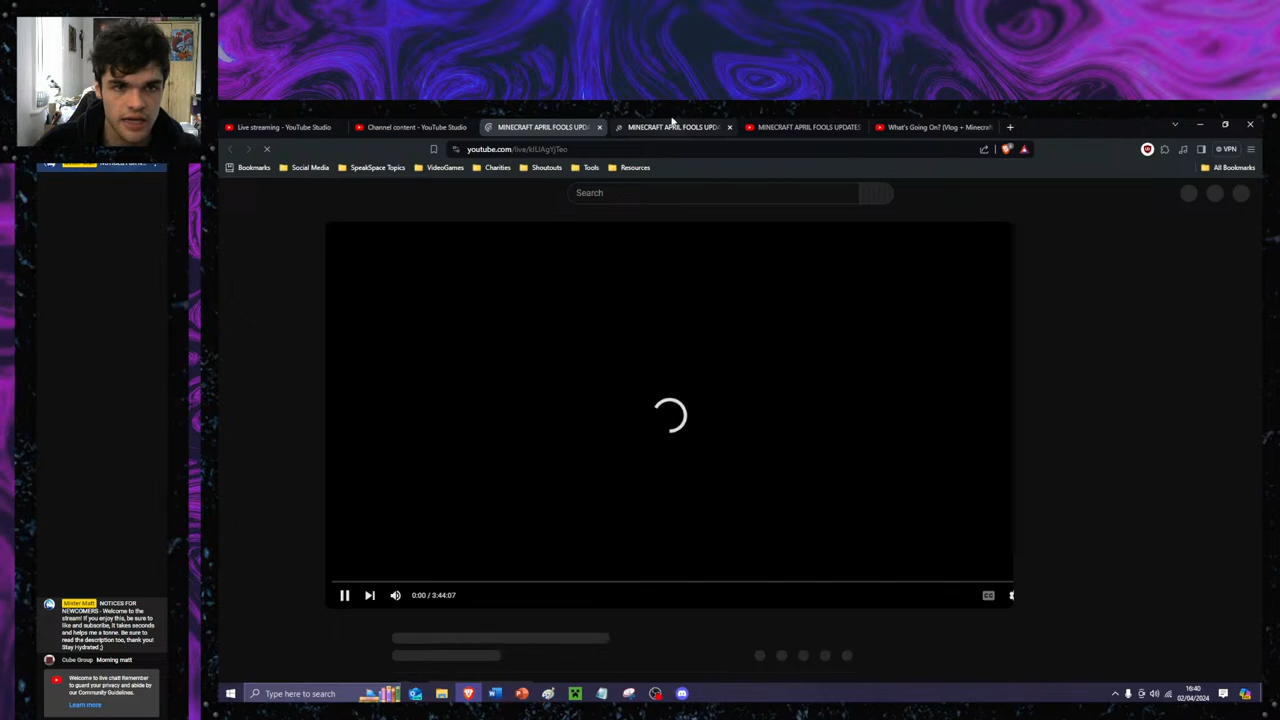 Live streaming - YouTube Studio
Channel content - YouTube Studio
MINECRAFT APRIL FOOLS UPD
MINECRAFT APRIL FOOLS UPD
MINECRAFT APRIL FOOLS UPDATES
What's Going On? (Vlog + Minecraft
Bookmarks
Social Media
SpeakSpace Topics
VideoGames
Charities
Shoutouts
Tools
Resources
VPN
All Bookmarks
Search
0:00 / 3:44:07
CC
Mister Matt NOTICES FOR
NEWCOMERS - Welcome to the
stream! If you enjoy this, be sure to
like and subscribe, it takes seconds
and helps me a tonne. Be sure to
read the description too, thank you!
Stay Hydrated ;)
Cube Group Morning matt
Welcome to live chat! Remember
to guard your privacy and abide by
our Community Guidelines.
Learn more
Type here to search
16:40
02/04/2024